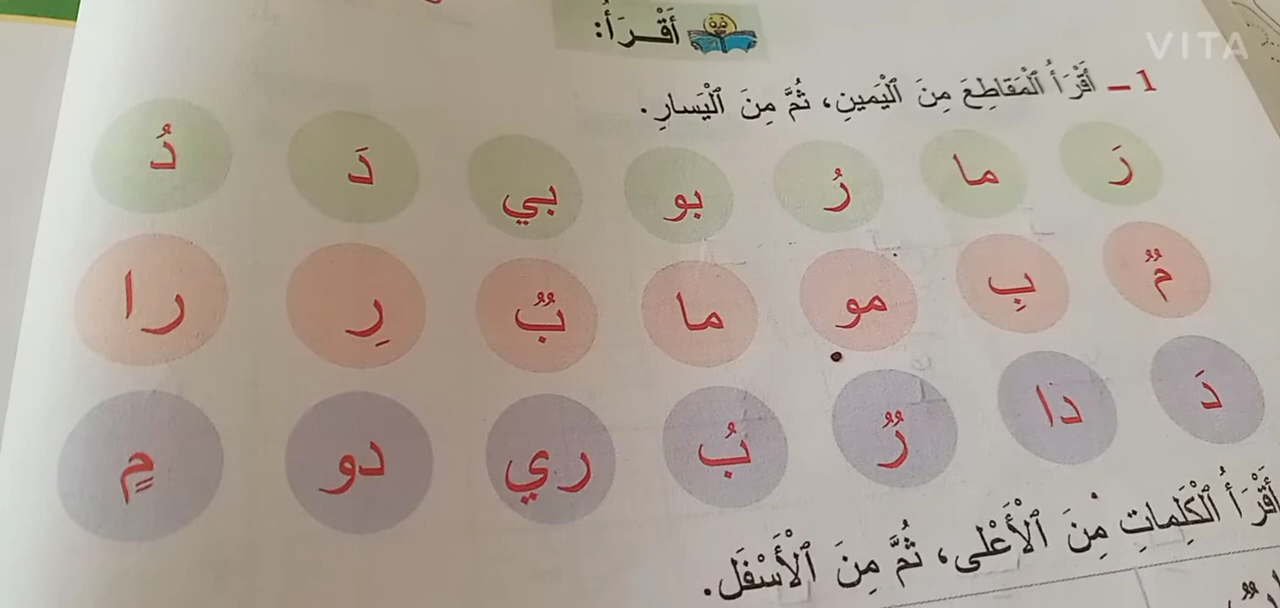 VITA
أَقْـرَأُ:
1 – أَقْرَأُ ٱلْمَقاطِعَ مِنَ ٱلْيَمينِ، ثُمَّ مِنَ ٱلْيَسارِ.
رَ ما رُ بو بي دَ دُ
مٌ بِ مو ما بٌ رِ را
دَ دا رٌ بُ ري دو مٍ
أَقْرَأُ ٱلْكَلِماتِ مِنَ ٱلْأَعْلى، ثُمَّ مِنَ ٱلْأَسْفَلِ.